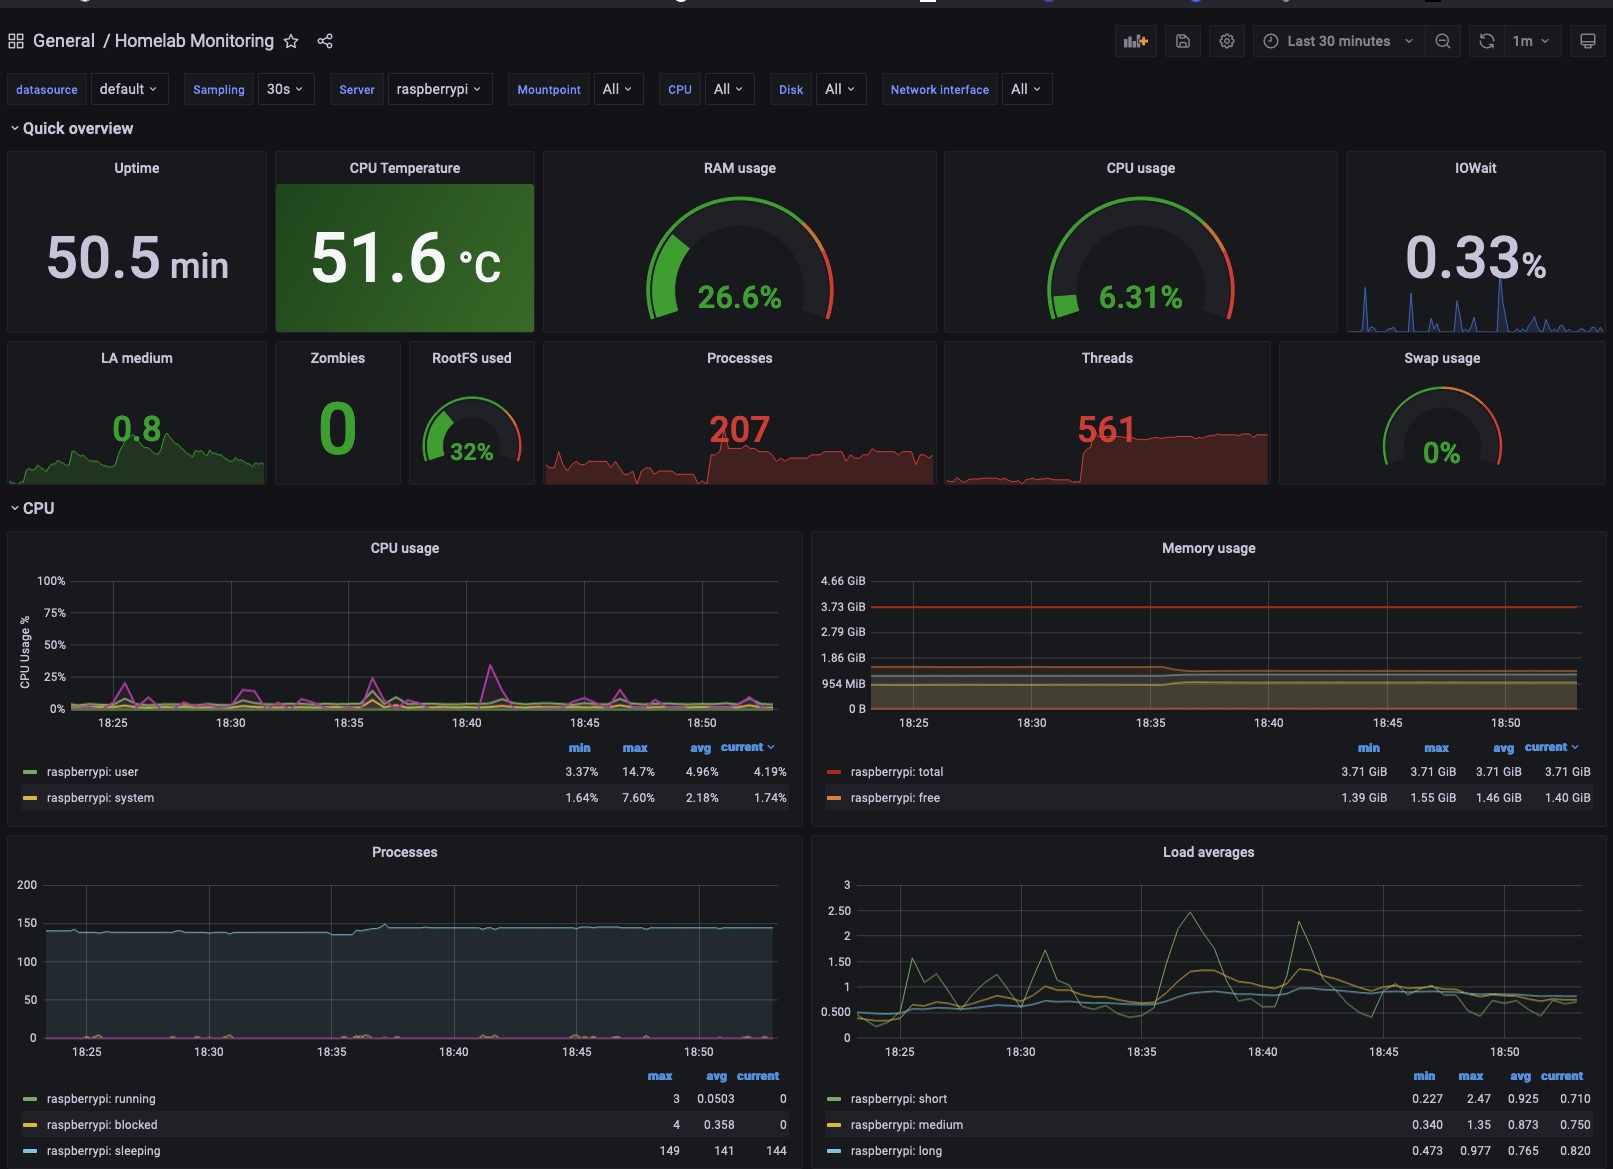 General / Homelab Monitoring
Last 30 minutes
1m
datasource default Sampling 30s Server raspberrypi Mountpoint All CPU All Disk All Network interface All
Quick overview
Uptime
50.5 min
CPU Temperature
51.6 °C
RAM usage
26.6%
CPU usage
6.31%
IOWait
0.33%
LA medium
0.8
Zombies
0
RootFS used
32%
Processes
207
Threads
561
Swap usage
0%
CPU
CPU usage
CPU Usage %
100%
75%
50%
25%
0%
18:25 18:30 18:35 18:40 18:45 18:50
min max avg current
raspberrypi: user 3.37% 14.7% 4.96% 4.19%
raspberrypi: system 1.64% 7.60% 2.18% 1.74%
Memory usage
4.66 GiB
3.73 GiB
2.79 GiB
1.86 GiB
954 MiB
0 B
18:25 18:30 18:35 18:40 18:45 18:50
min max avg current
raspberrypi: total 3.71 GiB 3.71 GiB 3.71 GiB 3.71 GiB
raspberrypi: free 1.39 GiB 1.55 GiB 1.46 GiB 1.40 GiB
Processes
200
150
100
50
0
18:25 18:30 18:35 18:40 18:45 18:50
max avg current
raspberrypi: running 3 0.0503 0
raspberrypi: blocked 4 0.358 0
raspberrypi: sleeping 149 141 144
Load averages
3
2.50
2
1.50
1
0.500
0
18:25 18:30 18:35 18:40 18:45 18:50
min max avg current
raspberrypi: short 0.227 2.47 0.925 0.710
raspberrypi: medium 0.340 1.35 0.873 0.750
raspberrypi: long 0.473 0.977 0.765 0.820